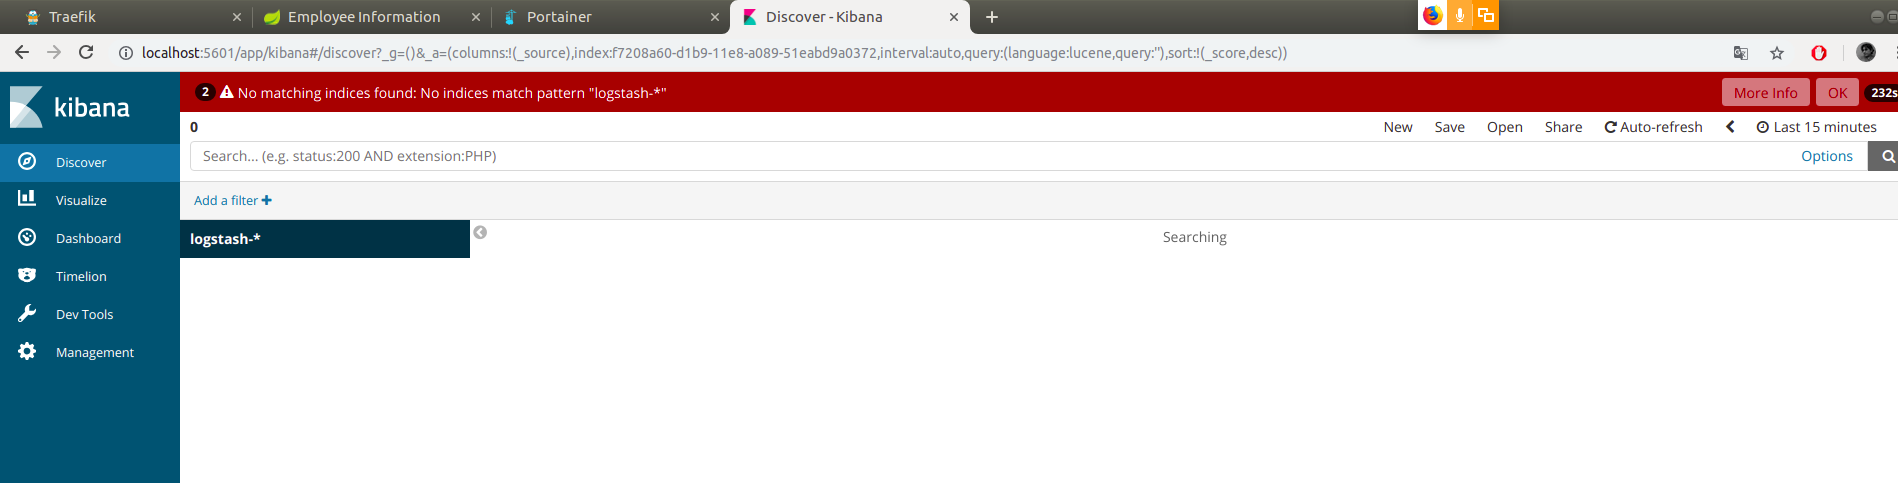 Traefik
Employee Information
Portainer
Discover - Kibana
localhost:5601/app/kibana#/discover?_g=()&_a=(columns:!(_source),index:f7208a60-d1b9-11e8-a089-51eabd9a0372,interval:auto,query:(language:lucene,query:''),sort:!(_score,desc))
kibana
2 No matching indices found: No indices match pattern "logstash-*"
More Info
OK
232s
0
New
Save
Open
Share
Auto-refresh
Last 15 minutes
Search... (e.g. status:200 AND extension:PHP)
Options
Add a filter
Discover
Visualize
Dashboard
Timelion
Dev Tools
Management
logstash-*
Searching